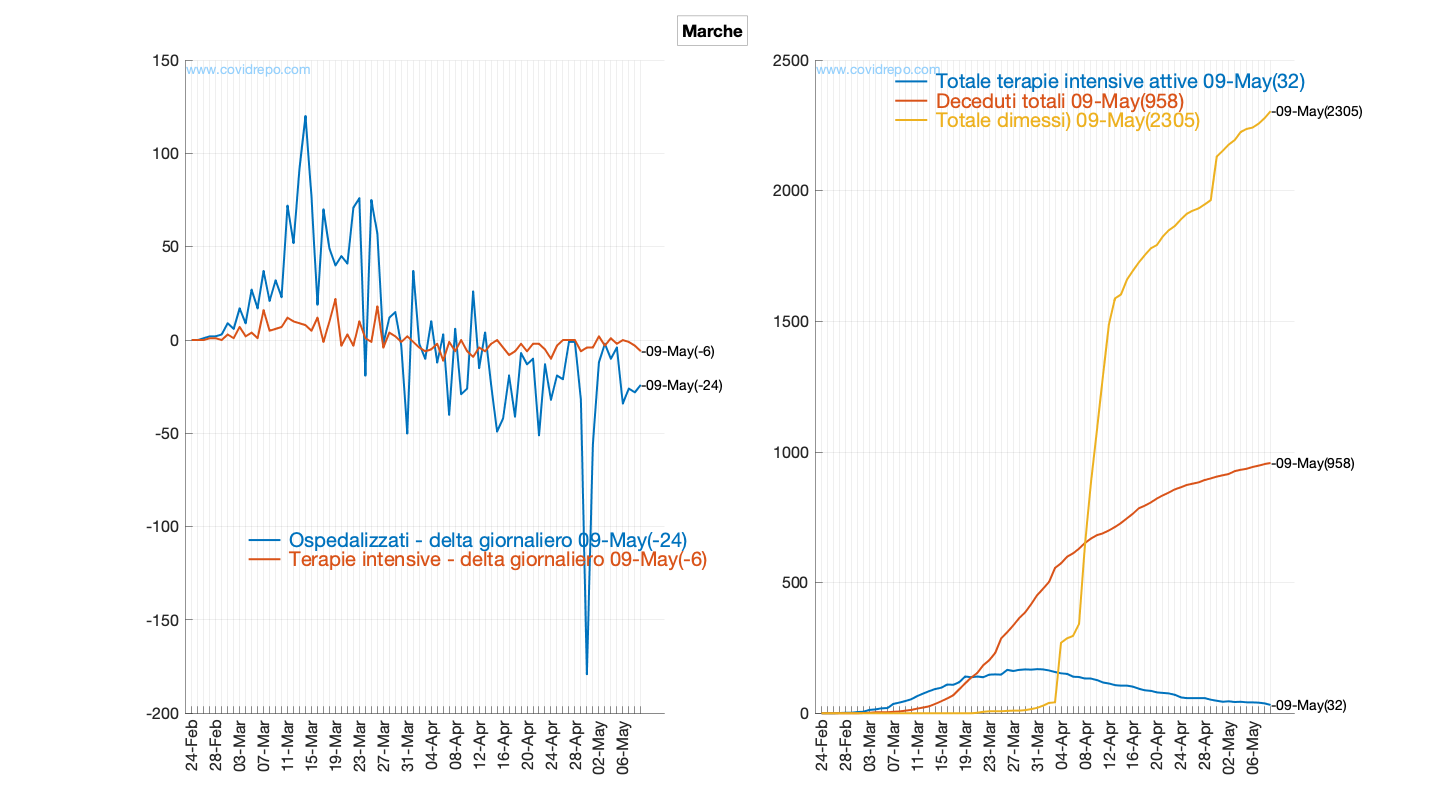 Marche
150
100
50
0
-50
-100
-150
-200
www.covidrepo.com
-09-May(-6)
-09-May(-24)
Ospedalizzati - delta giornaliero 09-May(-24)
Terapie intensive - delta giornaliero 09-May(-6)
24-Feb
28-Feb
03-Mar
07-Mar
11-Mar
15-Mar
19-Mar
23-Mar
27-Mar
31-Mar
04-Apr
08-Apr
12-Apr
16-Apr
20-Apr
24-Apr
28-Apr
02-May
06-May
2500
2000
1500
1000
500
0
www.covidrepo.com
Totale terapie intensive attive 09-May(32)
Deceduti totali 09-May(958)
Totale dimessi) 09-May(2305)
-09-May(2305)
-09-May(958)
-09-May(32)
24-Feb
28-Feb
03-Mar
07-Mar
11-Mar
15-Mar
19-Mar
23-Mar
27-Mar
31-Mar
04-Apr
08-Apr
12-Apr
16-Apr
20-Apr
24-Apr
28-Apr
02-May
06-May